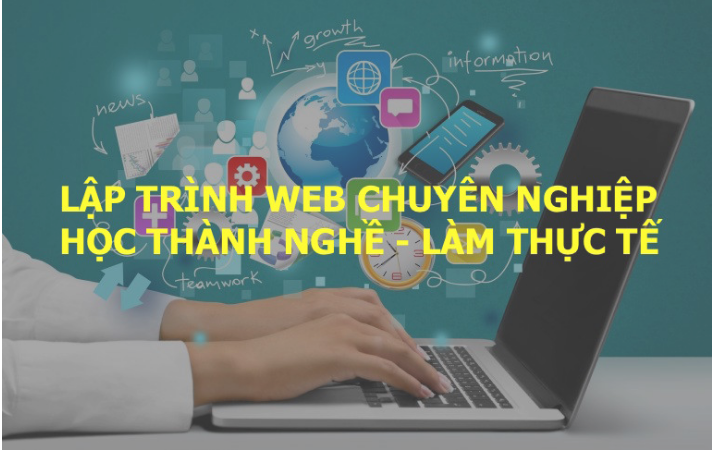 growth
x
y
information
news
LẬP TRÌNH WEB CHUYÊN NGHIỆP
HỌC THÀNH NGHỀ - LÀM THỰC TẾ
teamwork